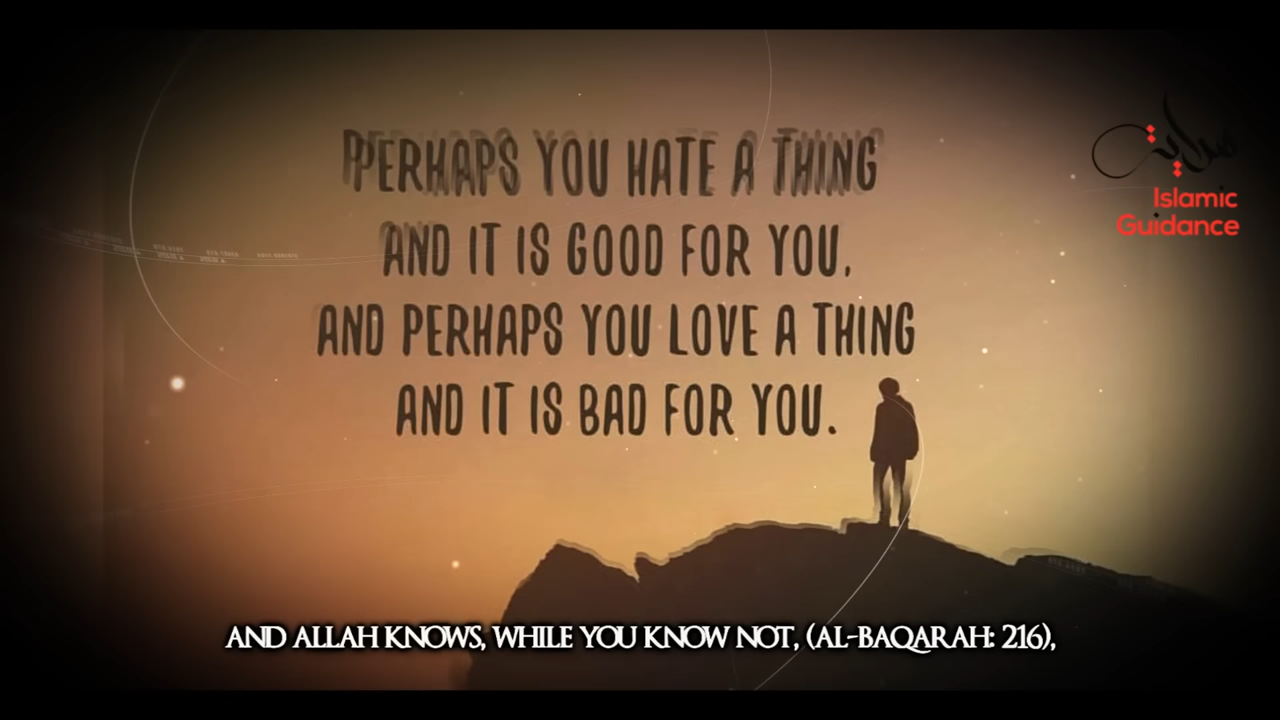 PERHAPS YOU HATE A THING
AND IT IS GOOD FOR YOU,
AND PERHAPS YOU LOVE A THING
AND IT IS BAD FOR YOU.
هداية
Islamic
Guidance
AND ALLAH KNOWS, WHILE YOU KNOW NOT, (AL-BAQARAH: 216),